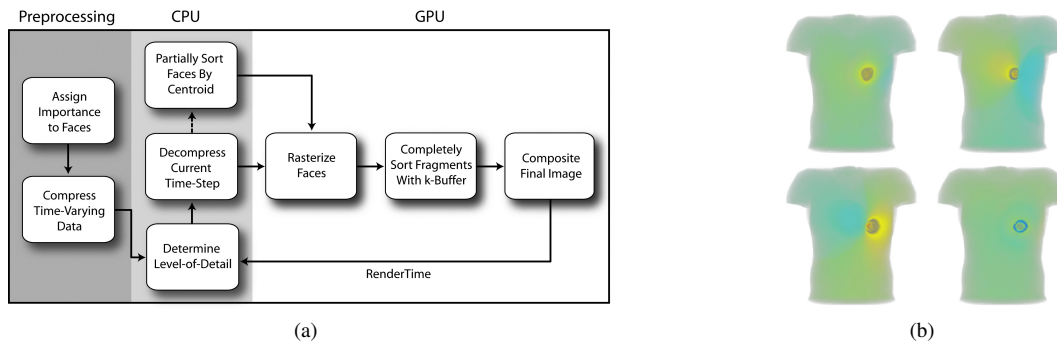 Preprocessing
CPU
GPU
Assign
Importance
to Faces
Compress
Time-Varying
Data
Partially Sort
Faces By
Centroid
Decompress
Current
Time-Step
Determine
Level-of-Detail
Rasterize
Faces
Completely
Sort Fragments
With k-Buffer
Composite
Final Image
RenderTime
(a)
(b)